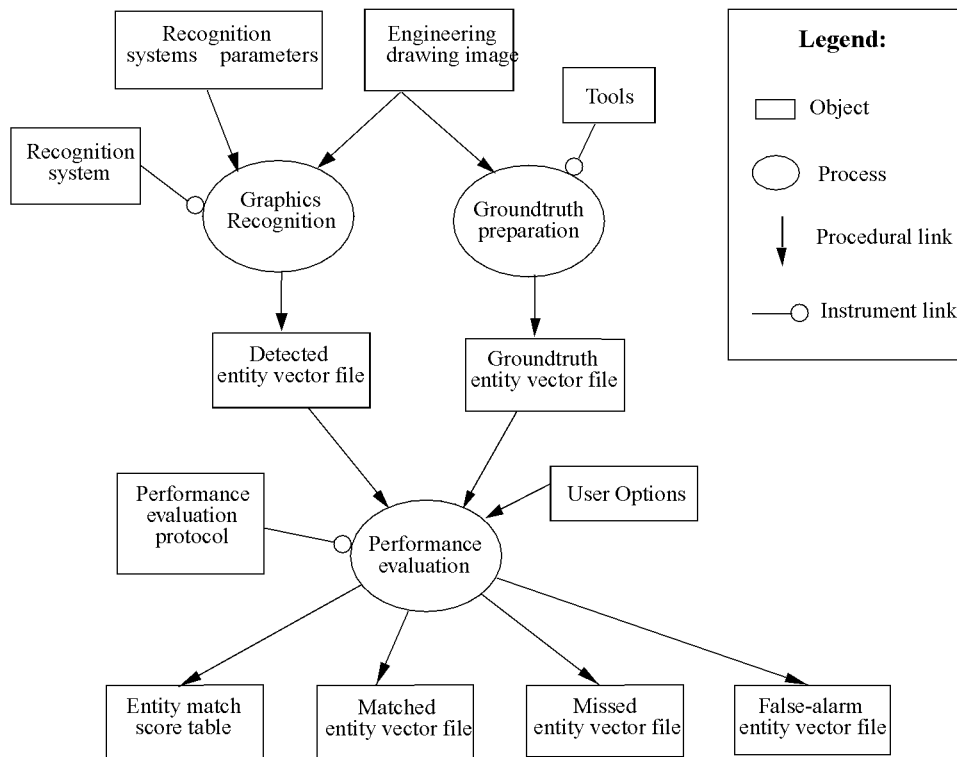 Recognition
systems parameters
Engineering
drawing image
Tools
Recognition
system
Graphics
Recognition
Groundtruth
preparation
Detected
entity vector file
Groundtruth
entity vector file
Performance
evaluation
protocol
User Options
Performance
evaluation
Entity match
score table
Matched
entity vector file
Missed
entity vector file
False-alarm
entity vector file
Legend:
Object
Process
Procedural link
Instrument link